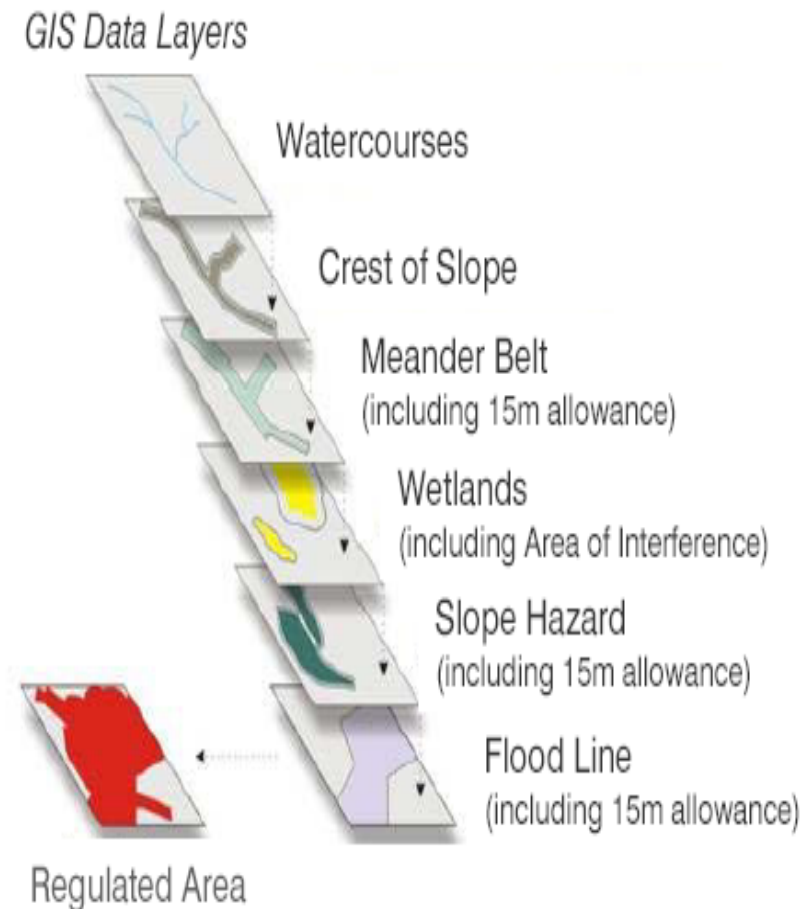 GIS Data Layers
Watercourses
Crest of Slope
Meander Belt
(including 15m allowance)
Wetlands
(including Area of Interference)
Slope Hazard
(including 15m allowance)
Flood Line
(including 15m allowance)
Regulated Area